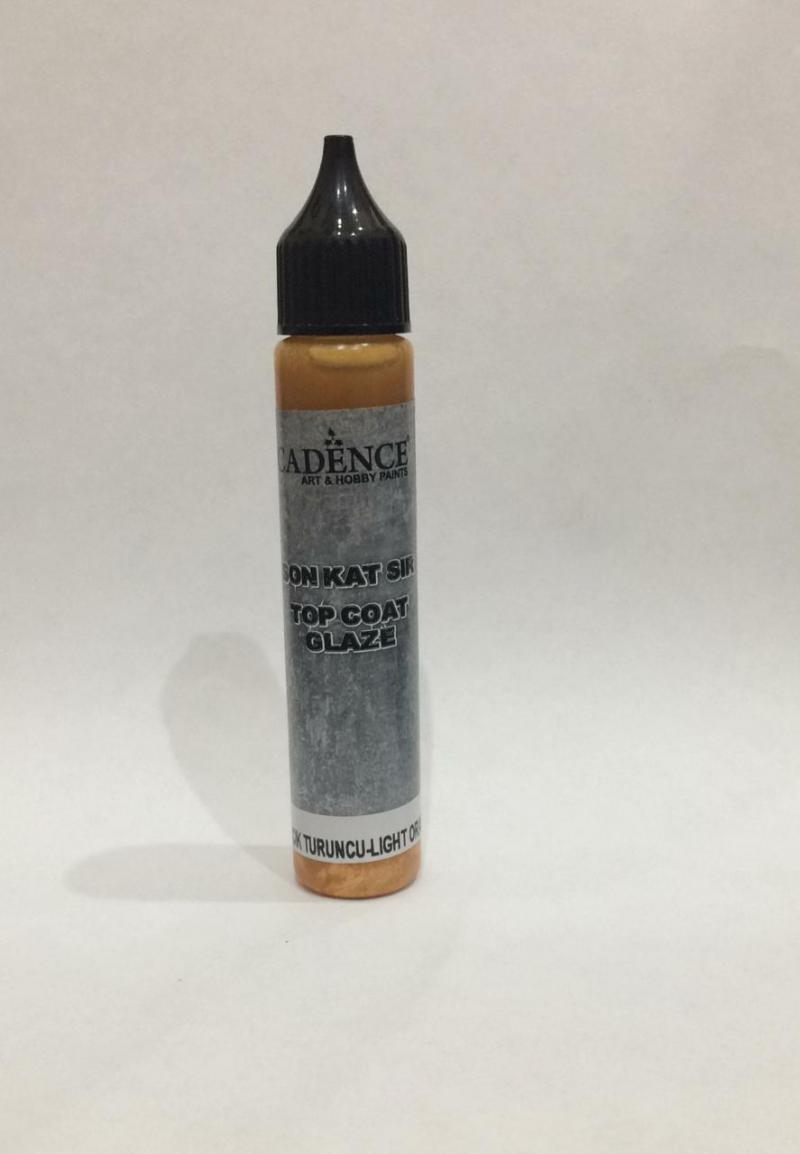 CADENCE
ART & HOBBY PAINTS
SON KAT SIR
TOP COAT
GLAZE
TURUNCU-LIGHT